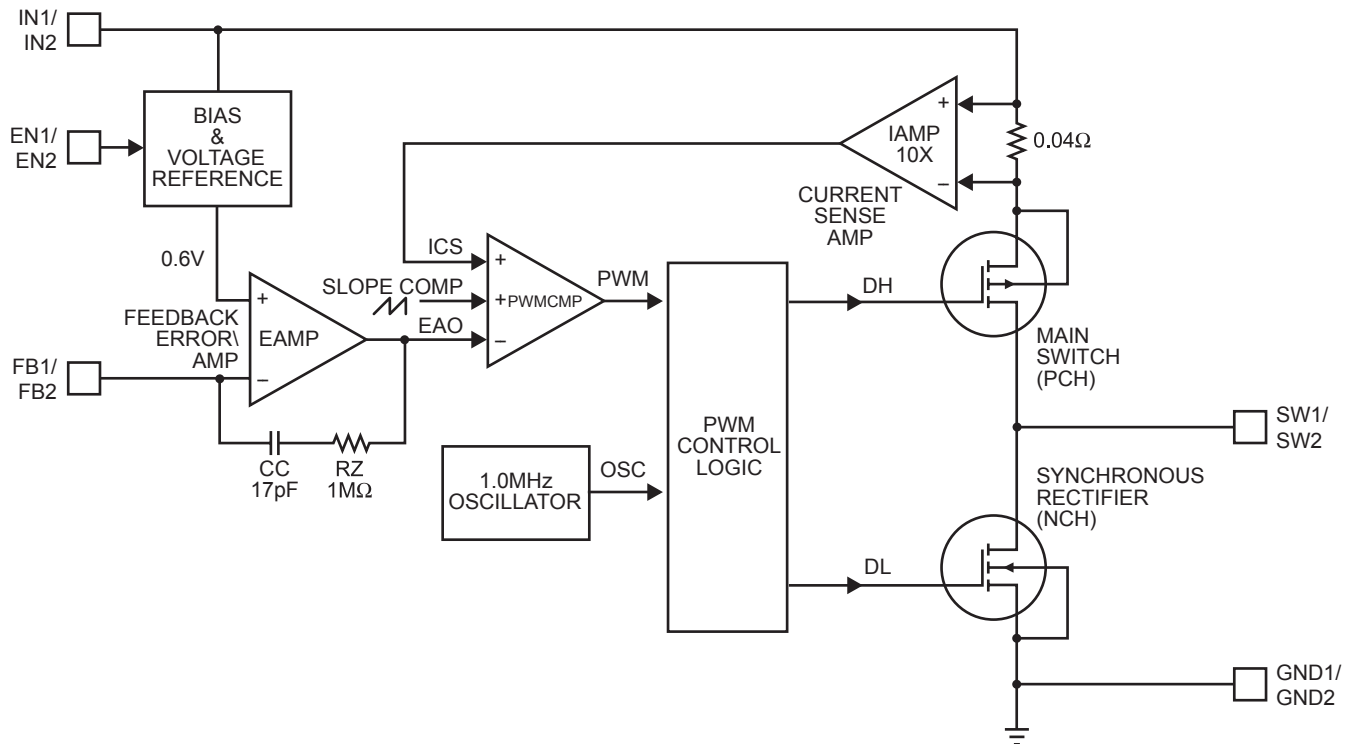 IN1/
IN2
BIAS
&
VOLTAGE
REFERENCE
EN1/
EN2
0.6V
FEEDBACK
ERROR\
AMP
+
EAMP
−
FB1/
FB2
CC
17pF
RZ
1MΩ
ICS
SLOPE COMP
EAO
+
+
PWMCMP
−
PWM
1.0MHz
OSCILLATOR
OSC
PWM
CONTROL
LOGIC
+
IAMP
10X
−
CURRENT
SENSE
AMP
0.04Ω
DH
MAIN
SWITCH
(PCH)
SW1/
SW2
SYNCHRONOUS
RECTIFIER
(NCH)
DL
GND1/
GND2